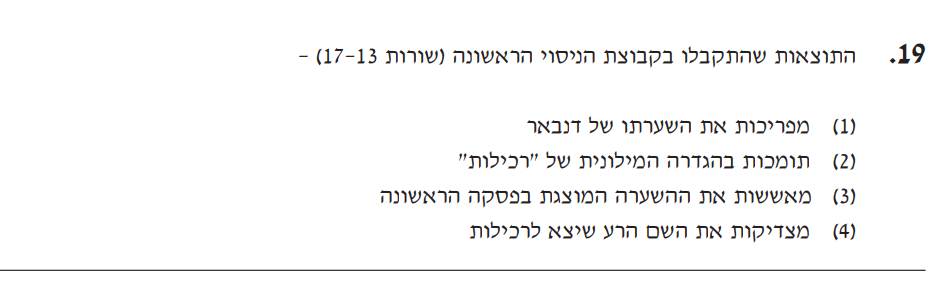 19. התוצאות שהתקבלו בקבוצת הניסוי הראשונה (שורות 17-13) -
(1) מפריכות את השערתו של דנבאר
(2) תומכות בהגדרה המילונית של "רכילות"
(3) מאששות את ההשערה המוצגת בפסקה הראשונה
(4) מצדיקות את השם הרע שיצא לרכילות